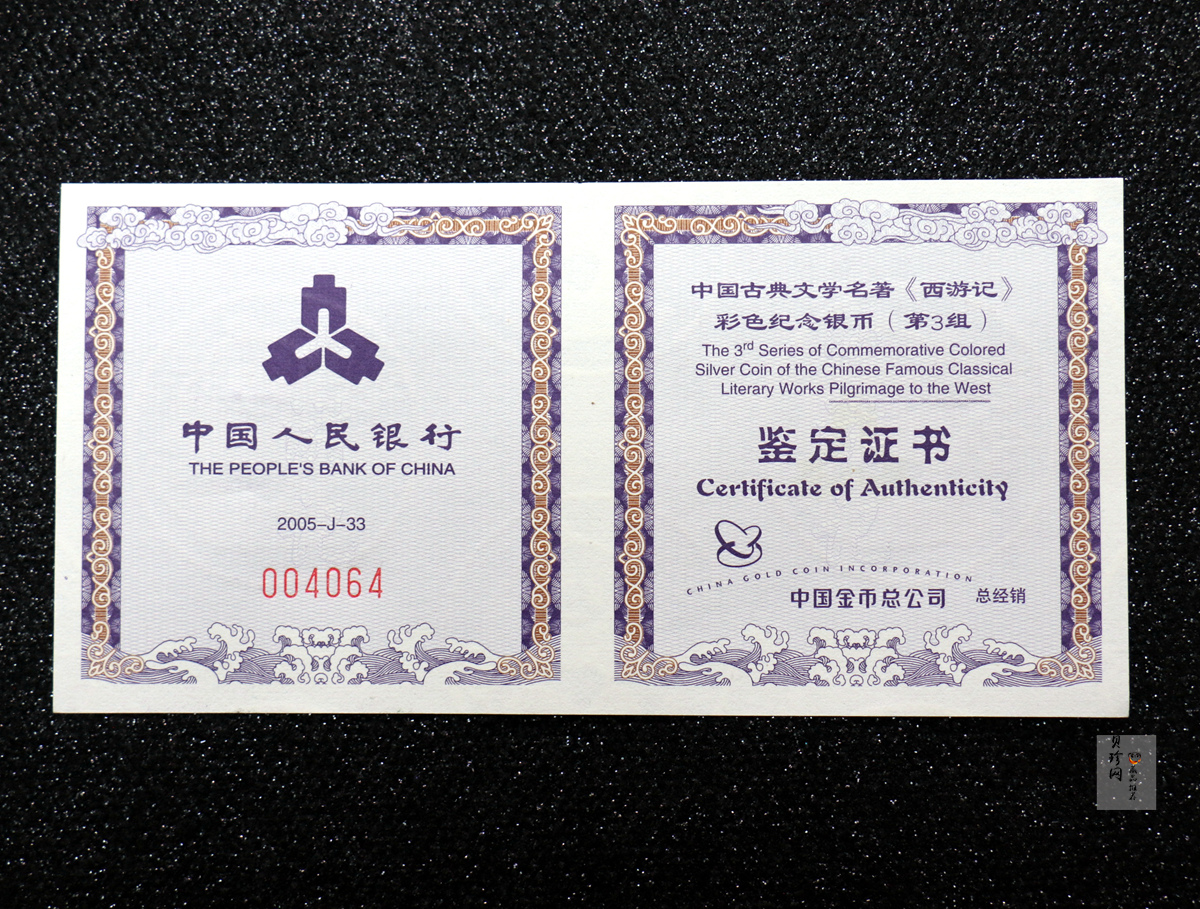 中国人民银行
THE PEOPLE'S BANK OF CHINA
2005–J–33
004064
中国古典文学名著《西游记》
彩色纪念银币（第3组）
The 3rd Series of Commemorative Colored
Silver Coin of the Chinese Famous Classical
Literary Works Pilgrimage to the West
鉴定证书
Certificate of Authenticity
CHINA GOLD COIN INCORPORATION
中国金币总公司 总经销